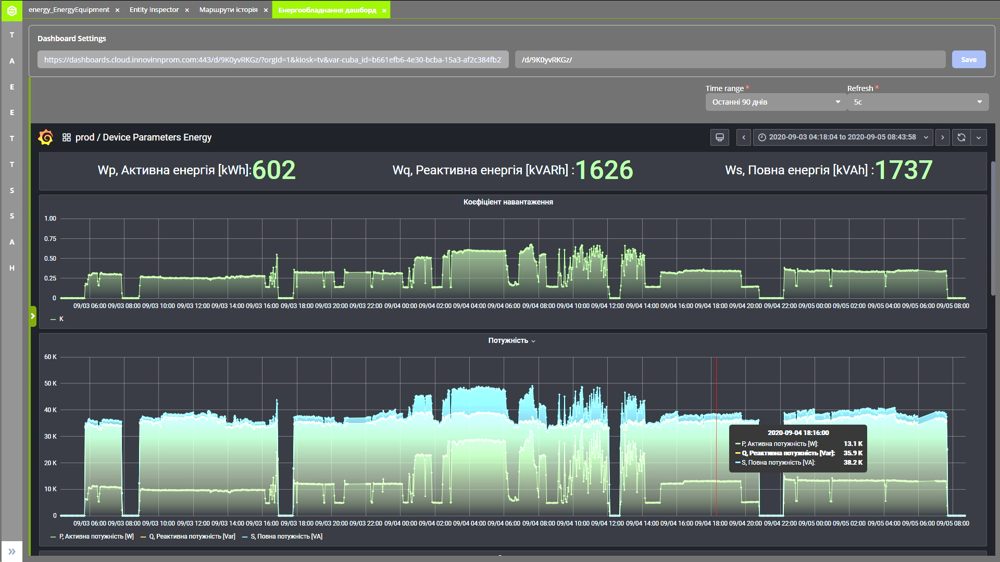 energy_EnergyEquipment × Entity Inspector × Маршрути історія × Енергообладнання дашборд ×
T
A
E
E
T
T
S
S
A
H
Dashboard Settings
https://dashboards.cloud.innovinnprom.com:443/d/9K0yvRKGz/?orgId=1&kiosk=tv&var-cuba_id=b661efb6-4e30-bcba-15a3-af2c384fb2 /d/9K0yvRKGz/ Save
Time range * Refresh *
Останні 90 днів 5с
prod / Device Parameters Energy 2020-09-03 04:18:04 to 2020-09-05 08:43:58
Wp, Активна енергія [kWh]:602 Wq, Реактивна енергія [kVARh] :1626 Ws, Повна енергія [kVAh] :1737
Коєфіцієнт навантаження
1.00
0.75
0.50
0.25
0
09/03 06:00 09/03 08:00 09/03 10:00 09/03 12:00 09/03 14:00 09/03 16:00 09/03 18:00 09/03 20:00 09/03 22:00 09/04 00:00 09/04 02:00 09/04 04:00 09/04 06:00 09/04 08:00 09/04 10:00 09/04 12:00 09/04 14:00 09/04 16:00 09/04 18:00 09/04 20:00 09/04 22:00 09/05 00:00 09/05 02:00 09/05 04:00 09/05 06:00 09/05 08:00
K
Потужність
60 K
50 K
40 K
30 K
20 K
10 K
0
2020-09-04 18:16:00
P, Активна потужність [W]: 13.1 K
Q, Реактивна потужність [Var]: 35.9 K
S, Повна потужність [VA]: 38.2 K
09/03 06:00 09/03 08:00 09/03 10:00 09/03 12:00 09/03 14:00 09/03 16:00 09/03 18:00 09/03 20:00 09/03 22:00 09/04 00:00 09/04 02:00 09/04 04:00 09/04 06:00 09/04 08:00 09/04 10:00 09/04 12:00 09/04 14:00 09/04 16:00 09/04 18:00 09/04 20:00 09/04 22:00 09/05 00:00 09/05 02:00 09/05 04:00 09/05 06:00 09/05 08:00
P, Активна потужність [W] Q, Реактивна потужність [Var] S, Повна потужність [VA]